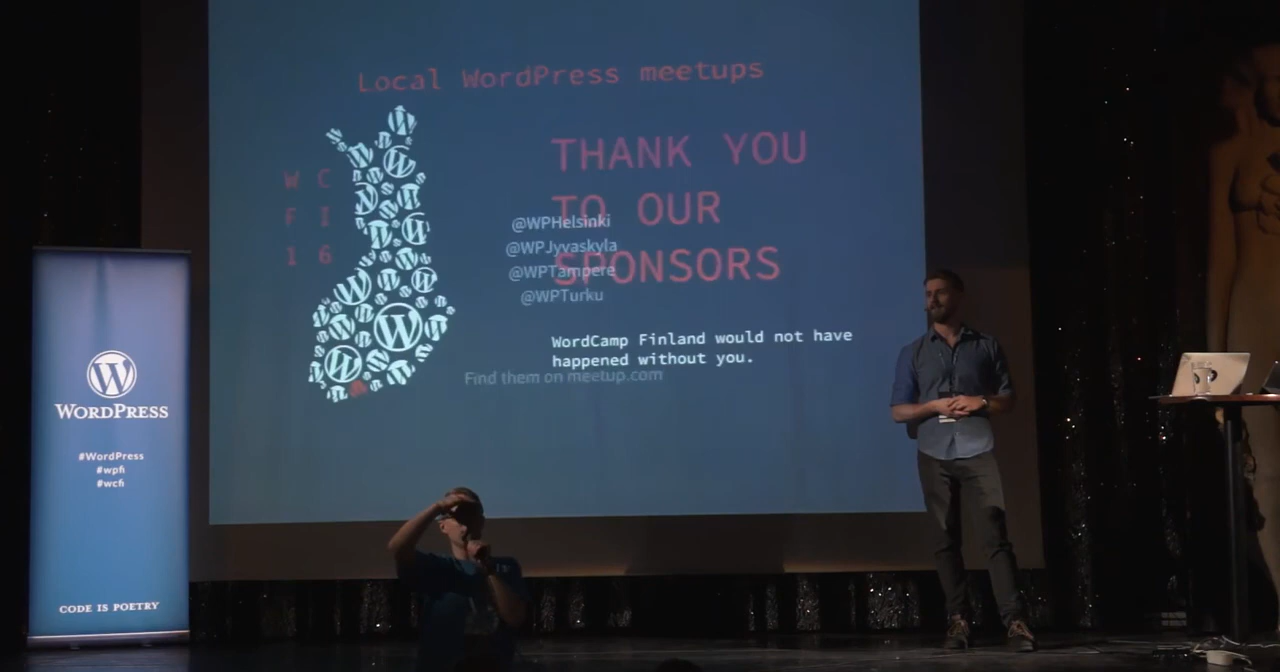 Local WordPress meetups
W C
F I
1 6
THANK YOU
TO OUR
SPONSORS
@WPHelsinki
@WPJyvaskyla
@WPTampere
@WPTurku
WordCamp Finland would not have
happened without you.
Find them on meetup.com
WORDPRESS
#WordPress
#wpfi
#wcfi
CODE IS POETRY